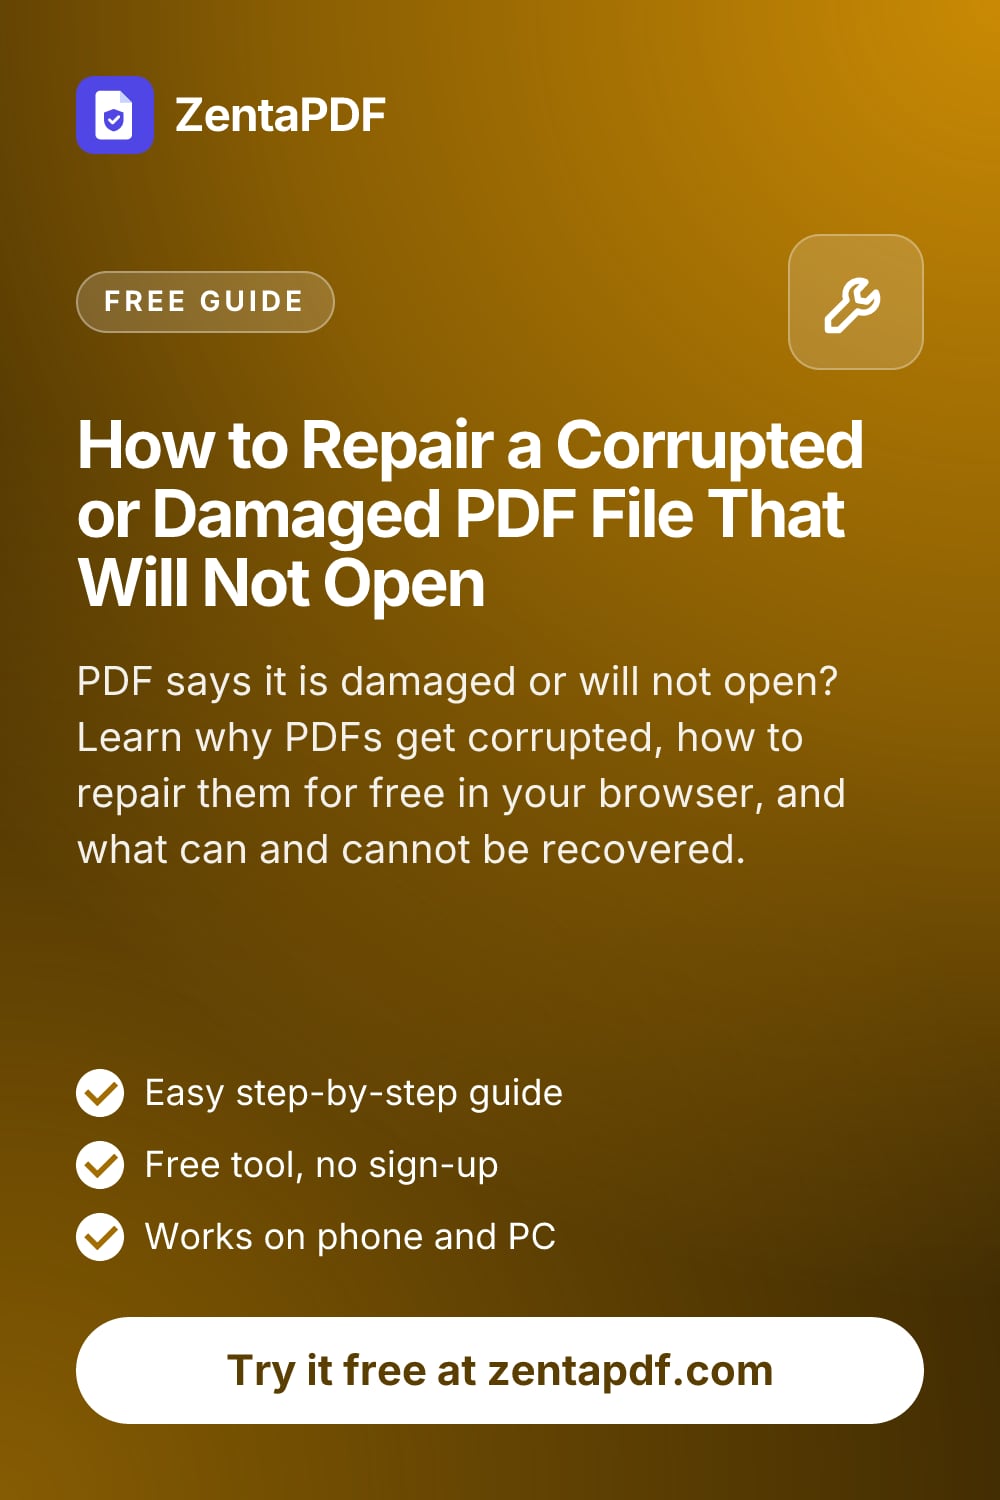 ZentaPDF
FREE GUIDE
How to Repair a Corrupted
or Damaged PDF File That
Will Not Open
PDF says it is damaged or will not open?
Learn why PDFs get corrupted, how to
repair them for free in your browser, and
what can and cannot be recovered.
Easy step-by-step guide
Free tool, no sign-up
Works on phone and PC
Try it free at zentapdf.com